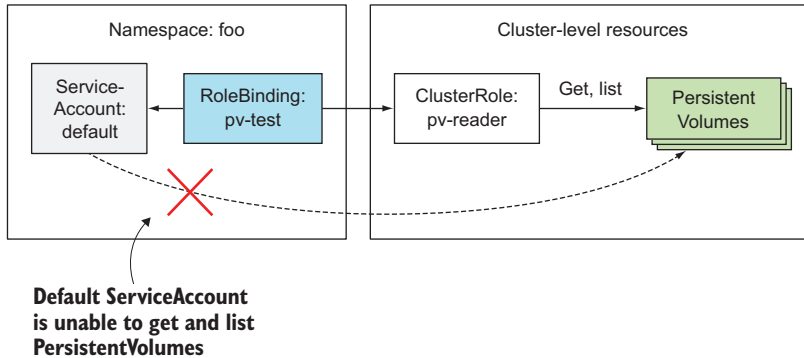 Namespace: foo
Cluster-level resources
Service-
Account:
default
RoleBinding:
pv-test
ClusterRole:
pv-reader
Get, list
Persistent
Volumes
Default ServiceAccount
is unable to get and list
PersistentVolumes